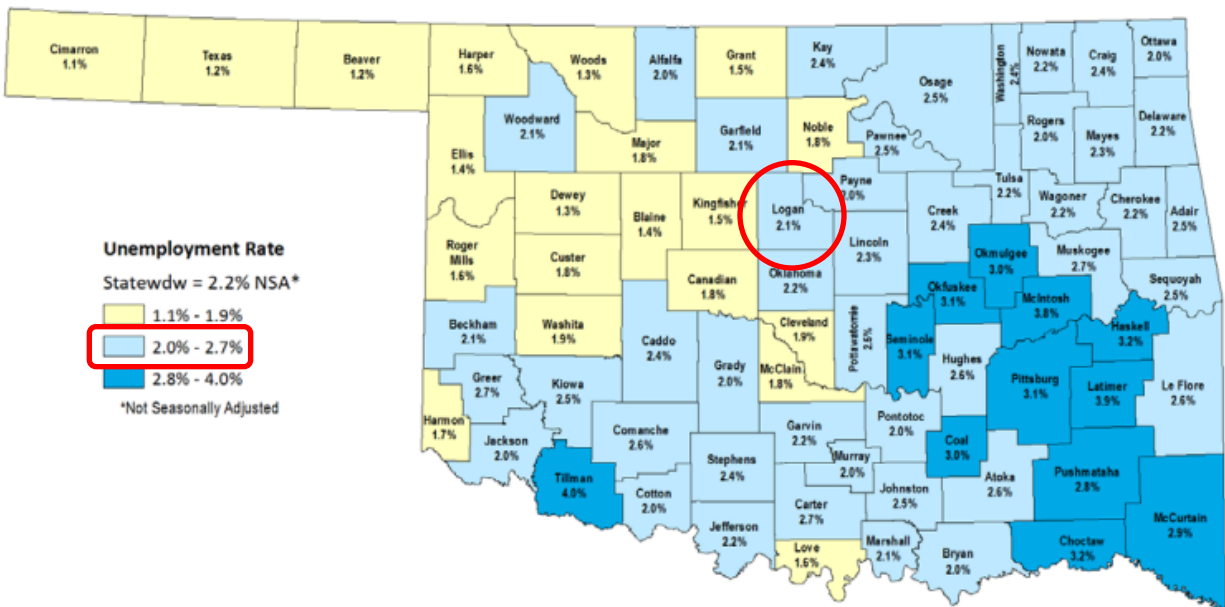 Cimarron
1.1%
Texas
1.2%
Beaver
1.2%
Harper
1.6%
Woods
1.3%
Alfalfa
2.0%
Grant
1.5%
Kay
2.4%
Osage
2.5%
Washington
2.4%
Nowata
2.2%
Craig
2.4%
Ottawa
2.0%
Woodward
2.1%
Major
1.8%
Garfield
2.1%
Noble
1.8%
Pawnee
2.5%
Rogers
2.0%
Mayes
2.3%
Delaware
2.2%
Ellis
1.4%
Dewey
1.3%
Blaine
1.4%
Kingfisher
1.5%
Logan
2.1%
Payne
2.0%
Creek
2.4%
Tulsa
2.2%
Wagoner
2.2%
Cherokee
2.2%
Adair
2.5%
Roger
Mills
1.6%
Custer
1.8%
Canadian
1.8%
Oklahoma
2.2%
Lincoln
2.3%
Okmulgee
3.0%
Muskogee
2.7%
Sequoyah
2.5%
Unemployment Rate
Statewdw = 2.2% NSA*
1.1% - 1.9%
2.0% - 2.7%
2.8% - 4.0%
*Not Seasonally Adjusted
Beckham
2.1%
Washita
1.9%
Caddo
2.4%
Grady
2.0%
Cleveland
1.9%
McClain
1.8%
Pottawatomie
2.5%
Seminole
3.1%
Okfuskee
3.1%
McIntosh
3.8%
Haskell
3.2%
Hughes
2.6%
Pittsburg
3.1%
Latimer
3.9%
Le Flore
2.6%
Greer
2.7%
Kiowa
2.5%
Harmon
1.7%
Jackson
2.0%
Tillman
4.0%
Comanche
2.6%
Cotton
2.0%
Stephens
2.4%
Jefferson
2.2%
Garvin
2.2%
Murray
2.0%
Carter
2.7%
Love
1.6%
Pontotoc
2.0%
Johnston
2.5%
Marshall
2.1%
Coal
3.0%
Atoka
2.6%
Bryan
2.0%
Pushmataha
2.8%
Choctaw
3.2%
McCurtain
2.9%